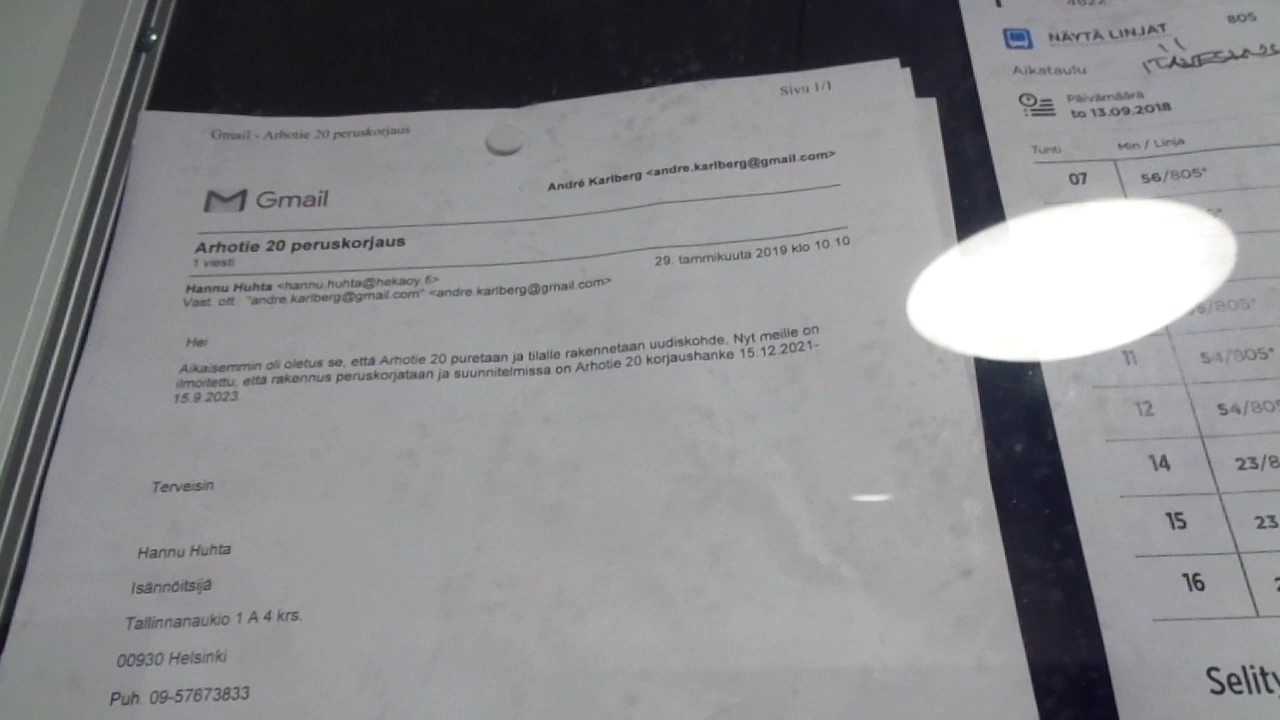 Gmail - Arhotie 20 peruskorjaus
Sivu 1/1
Gmail
André Karlberg <andre.karlberg@gmail.com>
Arhotie 20 peruskorjaus
1 viesti
Hannu Huhta <hannu.huhta@hekaoy.fi>
29. tammikuuta 2019 klo 10.10
Vast. ott.: "andre.karlberg@gmail.com" <andre.karlberg@gmail.com>
Hei
Aikaisemmin oli oletus se, että Arhotie 20 puretaan ja tilalle rakennetaan uudiskohde. Nyt meille on
ilmoitettu, että rakennus peruskorjataan ja suunnitelmissa on Arhotie 20 korjaushanke 15.12.2021-
15.9.2023.
Terveisin
Hannu Huhta
Isännöitsijä
Tallinnanaukio 1 A 4 krs.
00930 Helsinki
Puh. 09-57673833
805
NÄYTÄ LINJAT
Aikataulu
Päivämäärä
to 13.09.2018
Tunti
Min / Linja
07 56/805*
/805*
11 54/805*
12 54/805
14 23/8
15 23
16 2
Selity